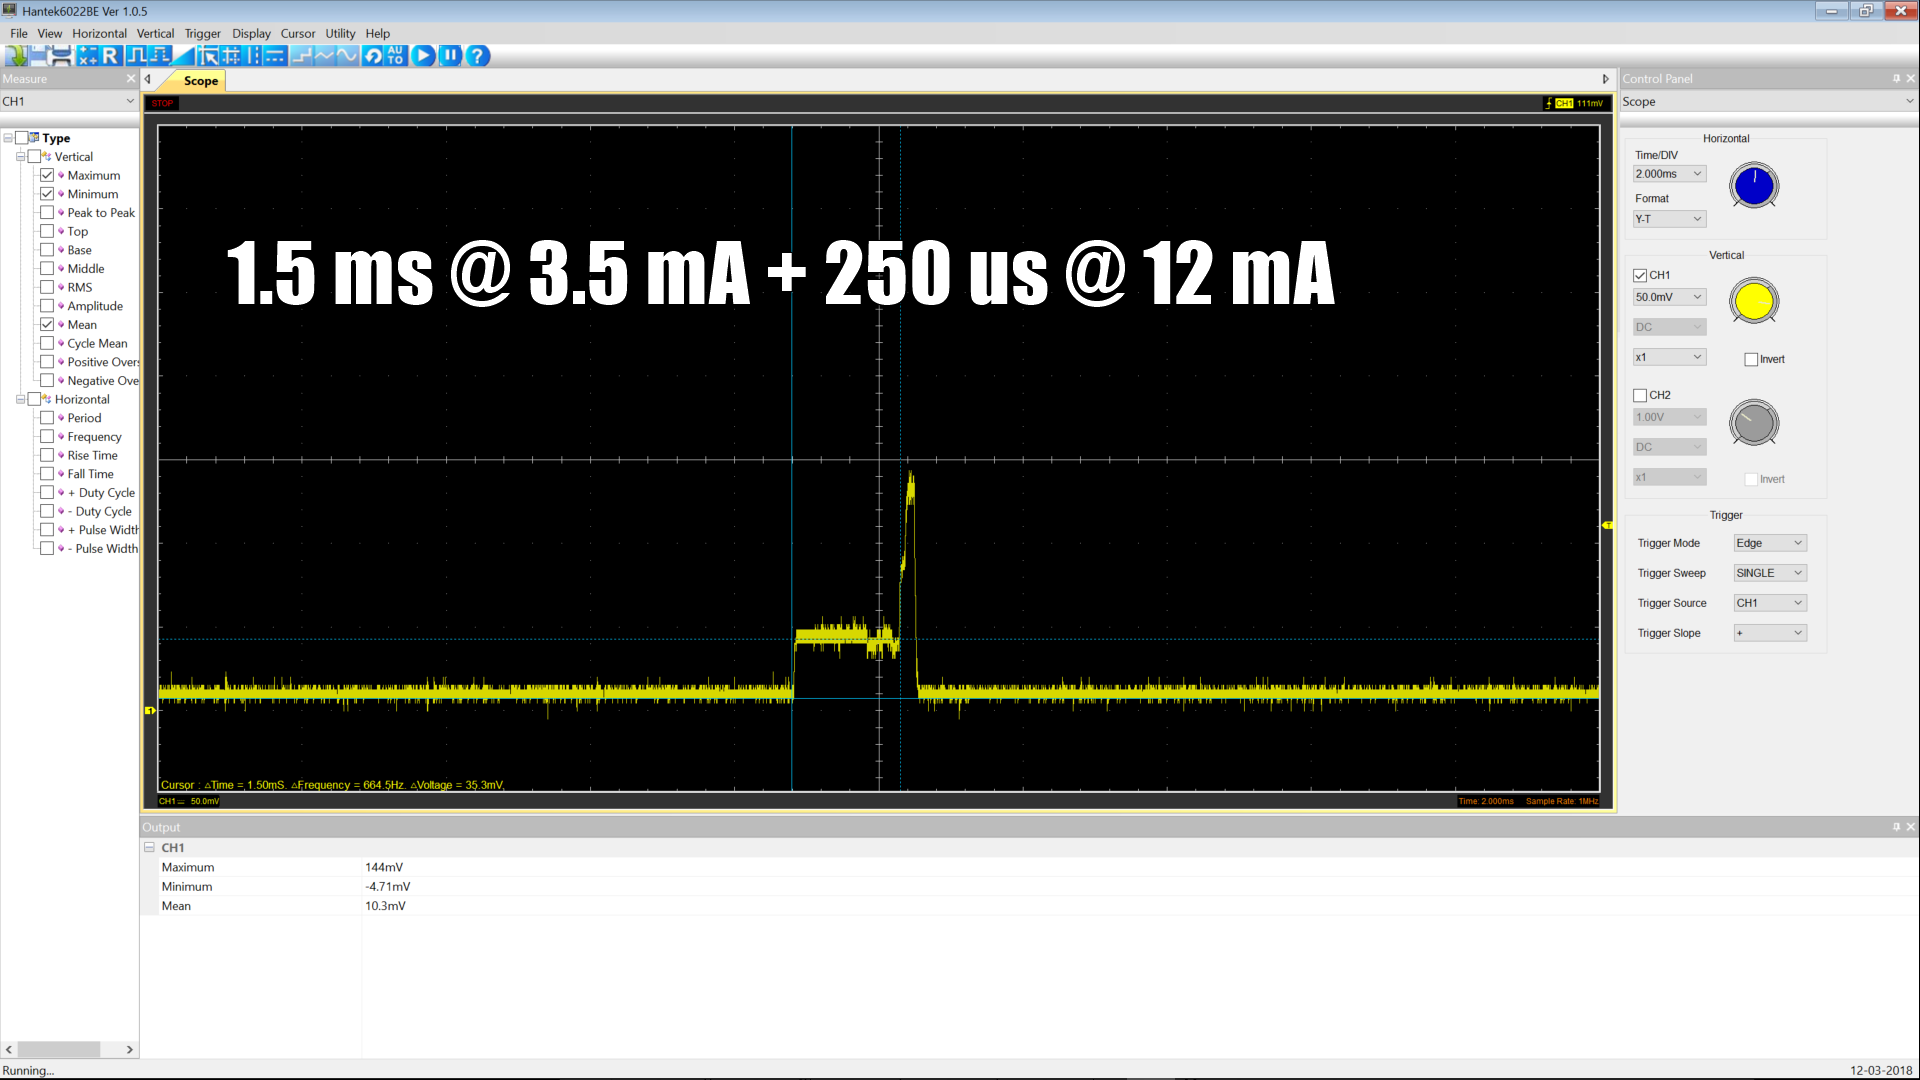 Hantek6022BE Ver 1.0.5
File View Horizontal Vertical Trigger Display Cursor Utility Help
R AU TO ?
Measure
CH1
Type
Vertical
Maximum
Minimum
Peak to Peak
Top
Base
Middle
RMS
Amplitude
Mean
Cycle Mean
Positive Overs
Negative Ove
Horizontal
Period
Frequency
Rise Time
Fall Time
+ Duty Cycle
- Duty Cycle
+ Pulse Width
- Pulse Width
Scope
STOP
CH1 111mV
1.5 ms @ 3.5 mA + 250 us @ 12 mA
T
1
Cursor : △Time = 1.50mS. △Frequency = 664.5Hz. △Voltage = 35.3mV.
CH1 50.0mV
Time: 2.000ms Sample Rate: 1MHz
Output
CH1
Maximum 144mV
Minimum -4.71mV
Mean 10.3mV
Control Panel
Scope
Horizontal
Time/DIV
2.000ms
Format
Y-T
Vertical
CH1
50.0mV
DC
x1
Invert
CH2
1.00V
DC
x1
Invert
Trigger
Trigger Mode Edge
Trigger Sweep SINGLE
Trigger Source CH1
Trigger Slope +
Running...
12-03-2018